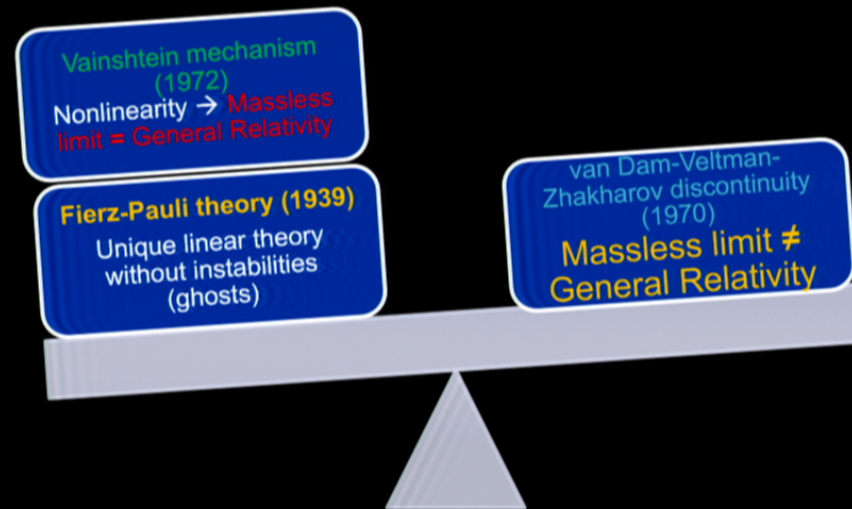 Vainshtein mechanism
(1972)
Nonlinearity → Massless
limit = General Relativity
Fierz-Pauli theory (1939)
Unique linear theory
without instabilities
(ghosts)
van Dam-Veltman-
Zhakharov discontinuity
(1970)
Massless limit ≠
General Relativity